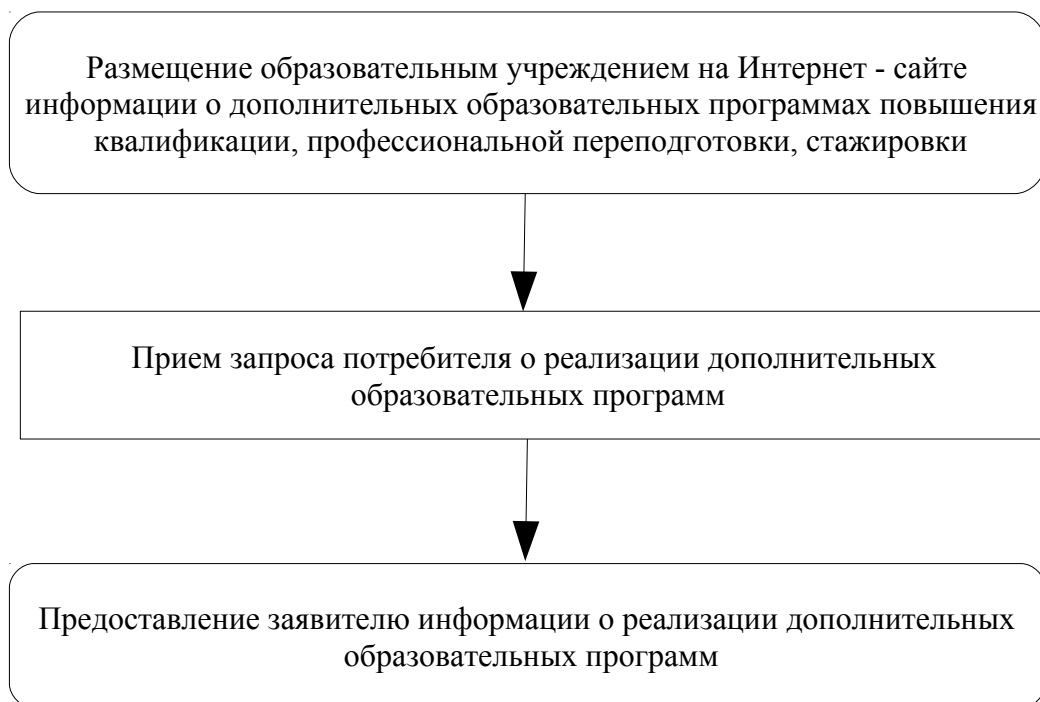 Размещение образовательным учреждением на Интернет - сайте
информации о дополнительных образовательных программах повышения
квалификации, профессиональной переподготовки, стажировки
Прием запроса потребителя о реализации дополнительных
образовательных программ
Предоставление заявителю информации о реализации дополнительных
образовательных программ